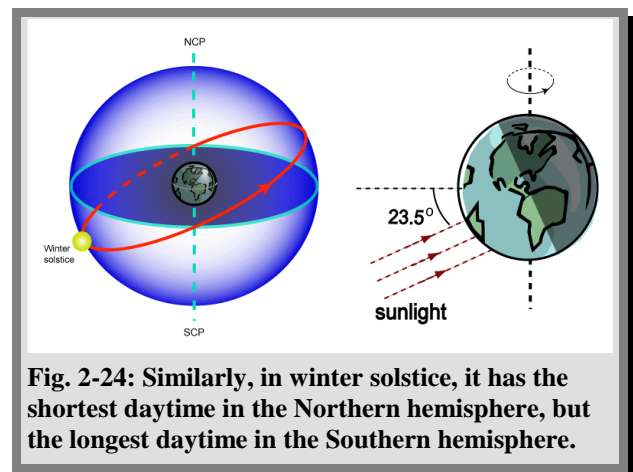 NCP
Winter
solstice
SCP
23.5°
sunlight
Fig. 2-24: Similarly, in winter solstice, it has the
shortest daytime in the Northern hemisphere, but
the longest daytime in the Southern hemisphere.